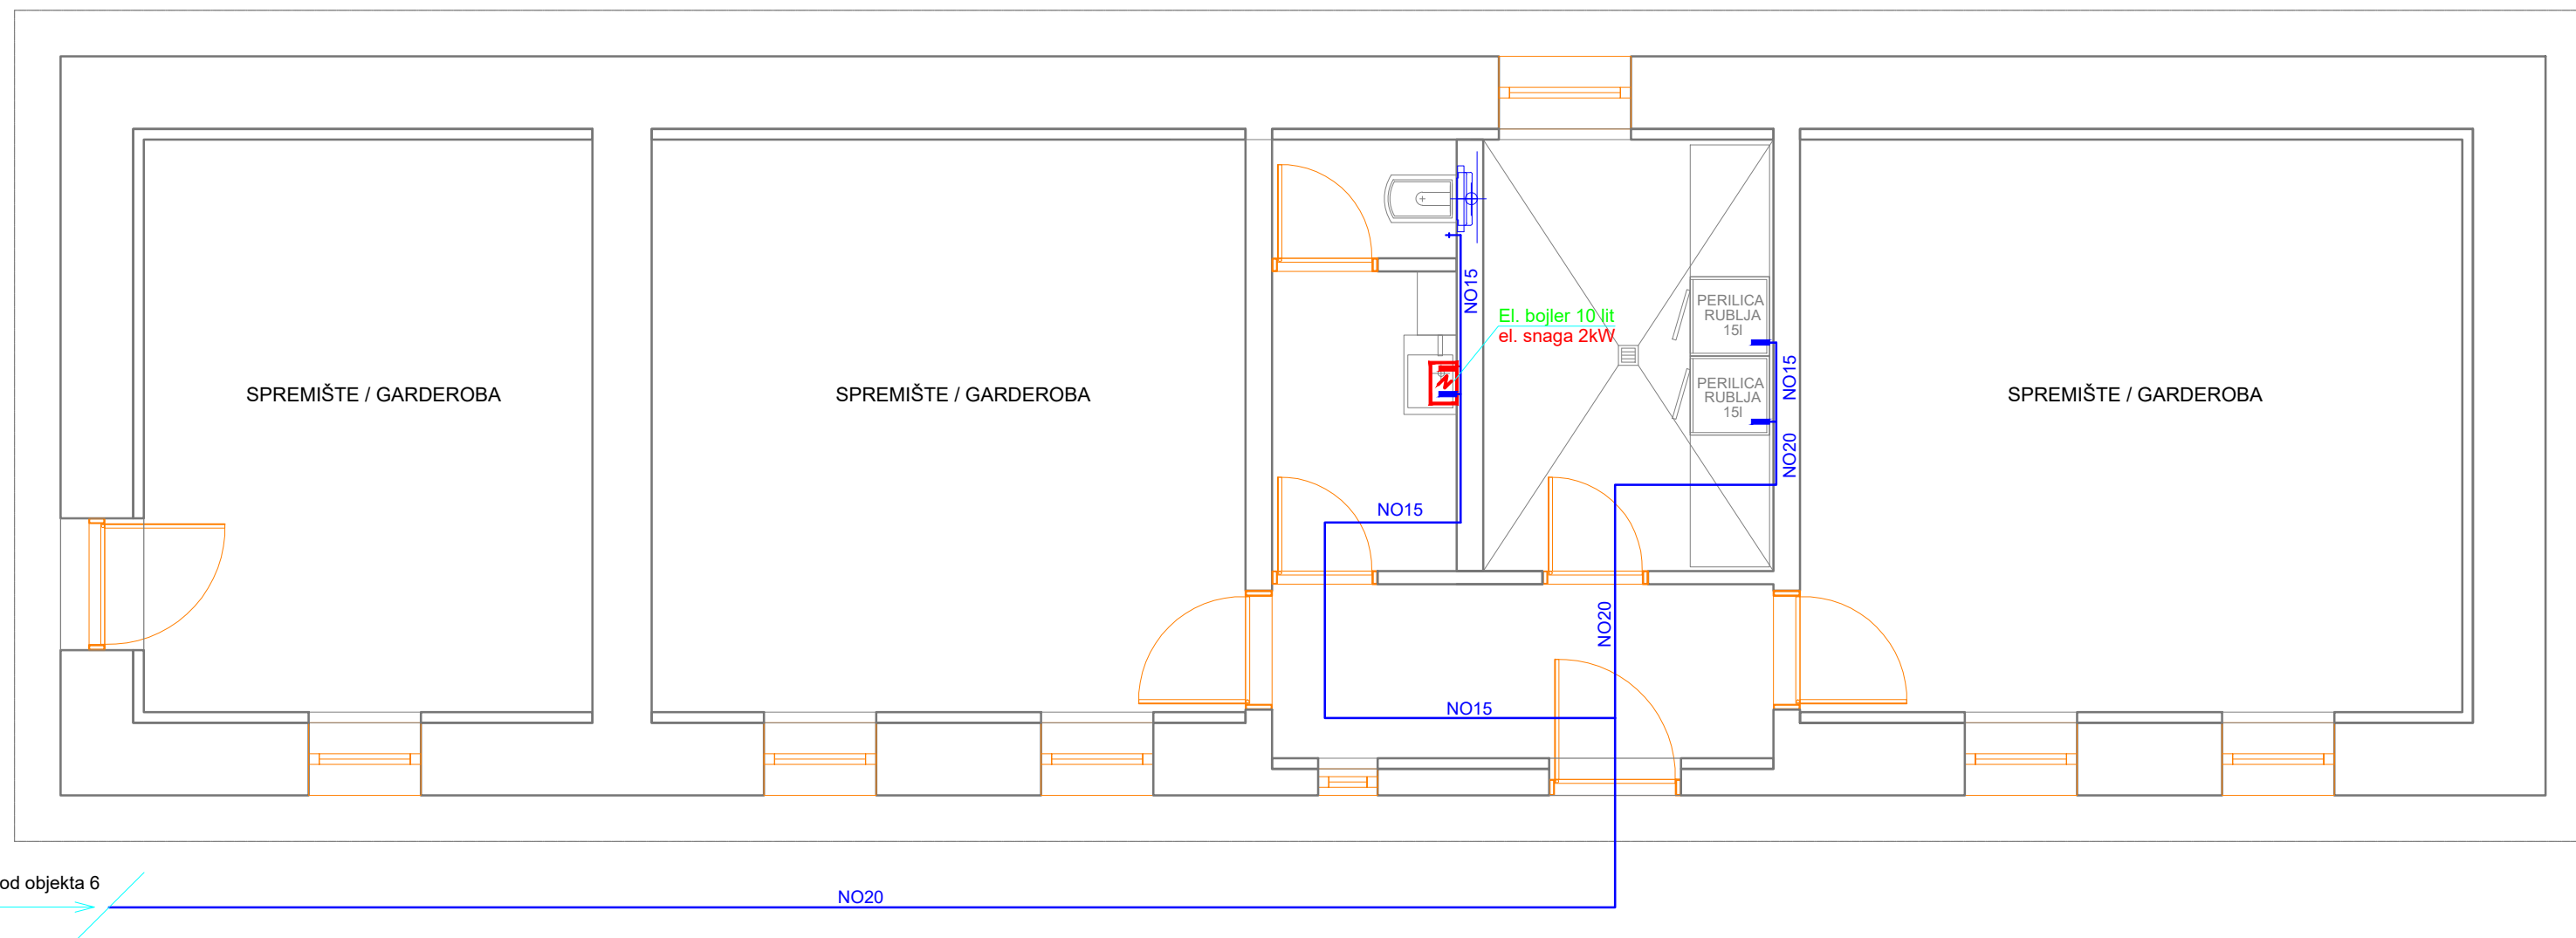 NO15
El. bojler 10 lit
el. snaga 2kW
PERILICA
RUBLJA
15l
PERILICA
RUBLJA
15l
NO15
NO20
SPREMIŠTE / GARDEROBA
SPREMIŠTE / GARDEROBA
SPREMIŠTE / GARDEROBA
NO15
NO20
NO15
od objekta 6
NO20